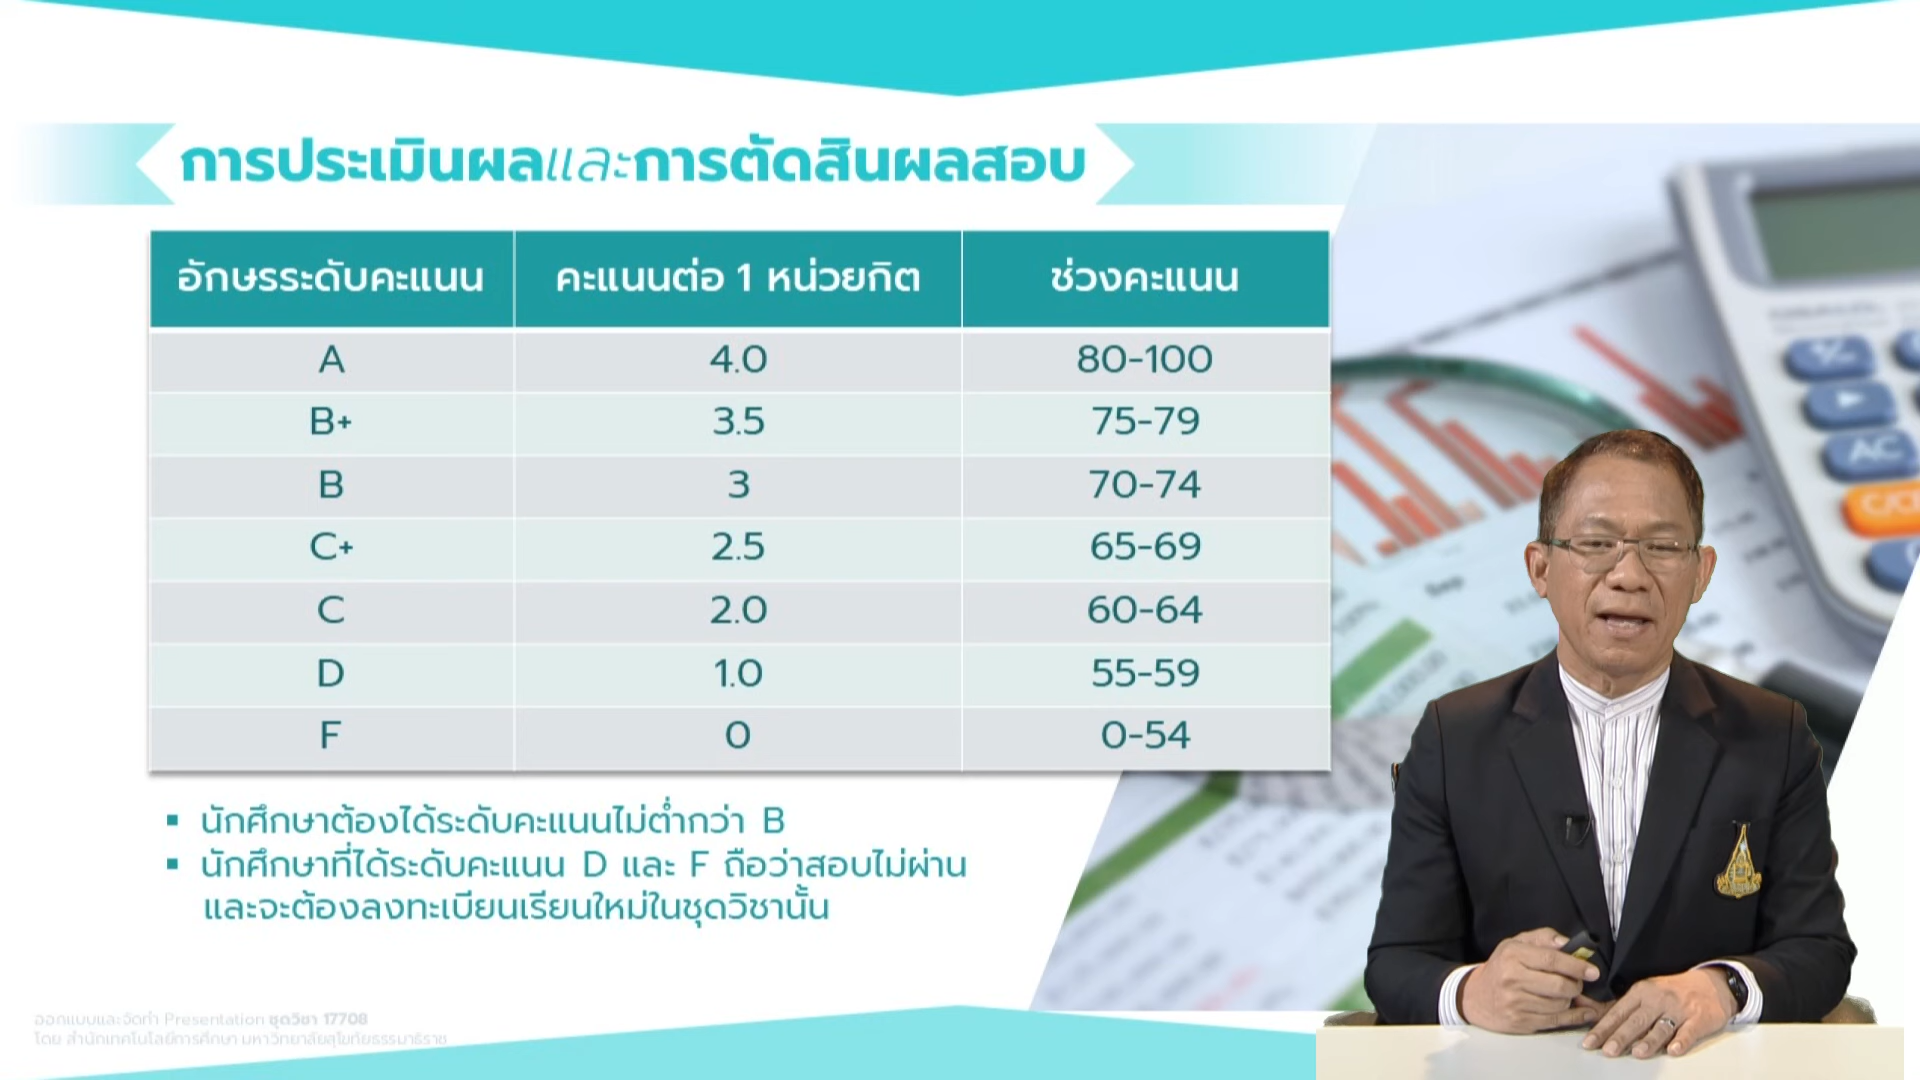 การประเมินผลและการตัดสินผลสอบ
อักษรระดับคะแนน คะแนนต่อ 1 หน่วยกิต ช่วงคะแนน
A 4.0 80-100
B+ 3.5 75-79
B 3 70-74
C+ 2.5 65-69
C 2.0 60-64
D 1.0 55-59
F 0 0-54
▪ นักศึกษาต้องได้ระดับคะแนนไม่ต่ำกว่า B
▪ นักศึกษาที่ได้ระดับคะแนน D และ F ถือว่าสอบไม่ผ่าน
และจะต้องลงทะเบียนเรียนใหม่ในชุดวิชานั้น
ออกแบบและจัดทำ Presentation ชุดวิชา 17708
โดย สำนักเทคโนโลยีการศึกษา มหาวิทยาลัยสุโขทัยธรรมาธิราช
AC